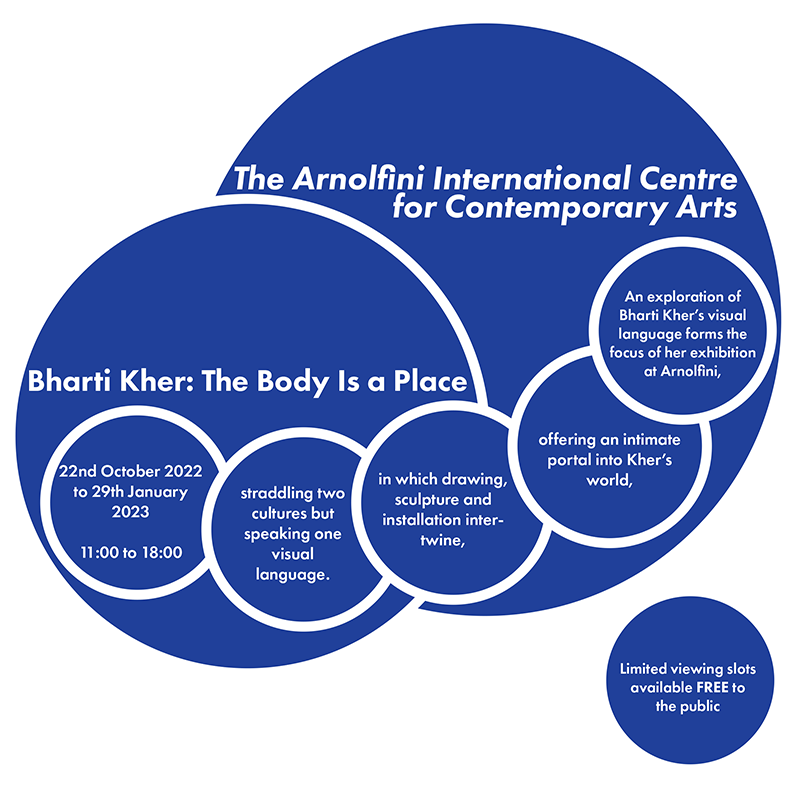 The Arnolfini International Centre
for Contemporary Arts
Bharti Kher: The Body Is a Place
An exploration of
Bharti Kher's visual
language forms the
focus of her exhibition
at Arnolfini,
offering an intimate
portal into Kher's
world,
in which drawing,
sculpture and
installation inter-
twine,
straddling two
cultures but
speaking one
visual
language.
22nd October 2022
to 29th January
2023
11:00 to 18:00
Limited viewing slots
available FREE to
the public